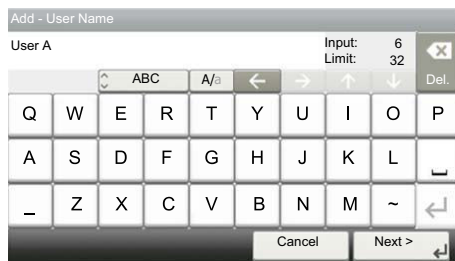 Add - User Name
User A Input: 6
Limit: 32
ABC A/a ← → ↑ ↓ Del.
Q W E R T Y U I O P
A S D F G H J K L
_ Z X C V B N M ~
Cancel Next >